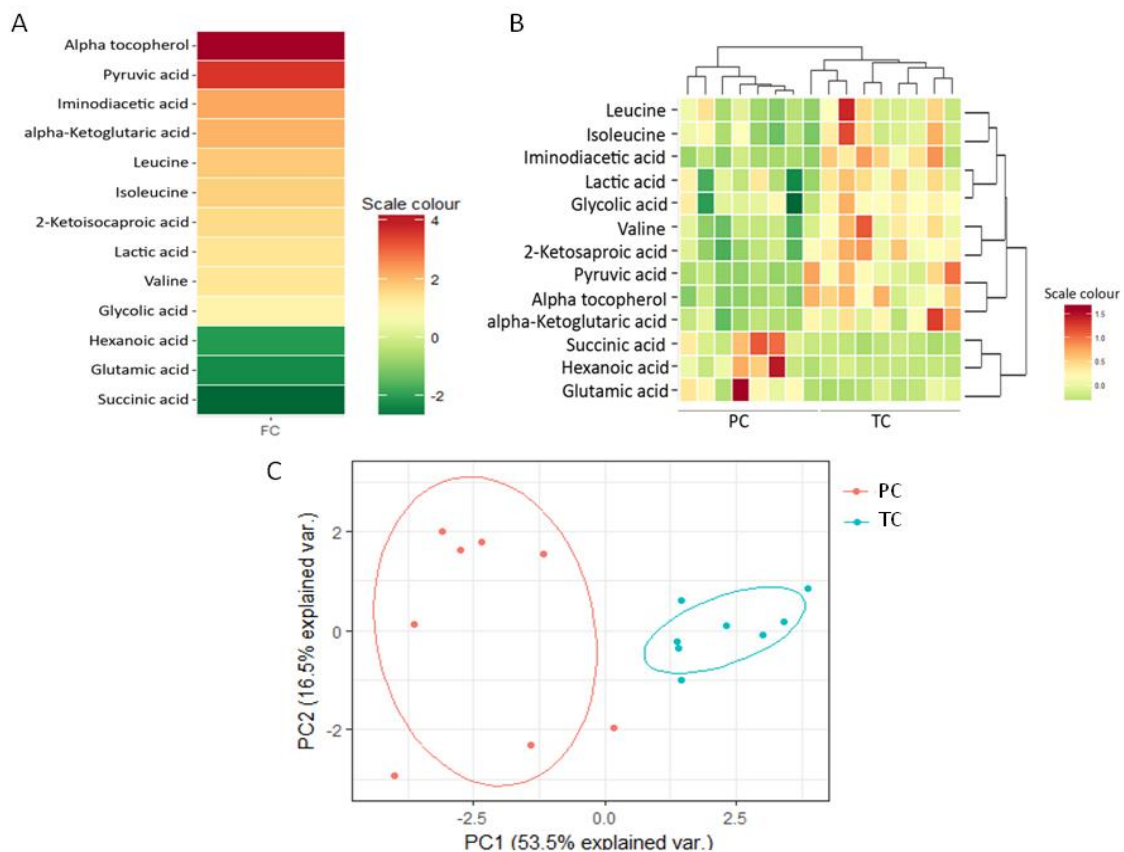 A
Alpha tocopherol
Pyruvic acid
Iminodiacetic acid
alpha-Ketoglutaric acid
Leucine
Isoleucine
2-Ketoisocaproic acid
Lactic acid
Valine
Glycolic acid
Hexanoic acid
Glutamic acid
Succinic acid
FC
Scale colour
4
2
0
-2
B
Leucine
Isoleucine
Iminodiacetic acid
Lactic acid
Glycolic acid
Valine
2-Ketosaproic acid
Pyruvic acid
Alpha tocopherol
alpha-Ketoglutaric acid
Succinic acid
Hexanoic acid
Glutamic acid
PC TC
Scale colour
1.5
1.0
0.5
0.0
C
PC2 (16.5% explained var.)
2
0
-2
-2.5 0.0 2.5
PC1 (53.5% explained var.)
PC
TC